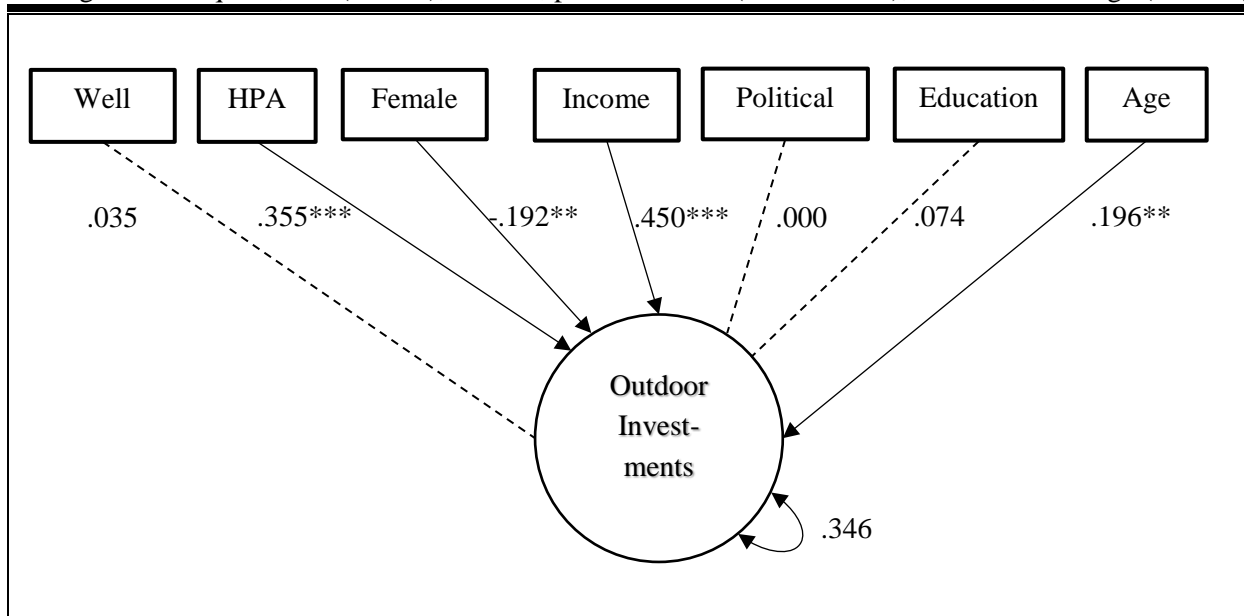 Well HPA Female Income Political Education Age
.035 .355*** -.192** .450*** .000 .074 .196**
Outdoor
Invest-
ments
.346